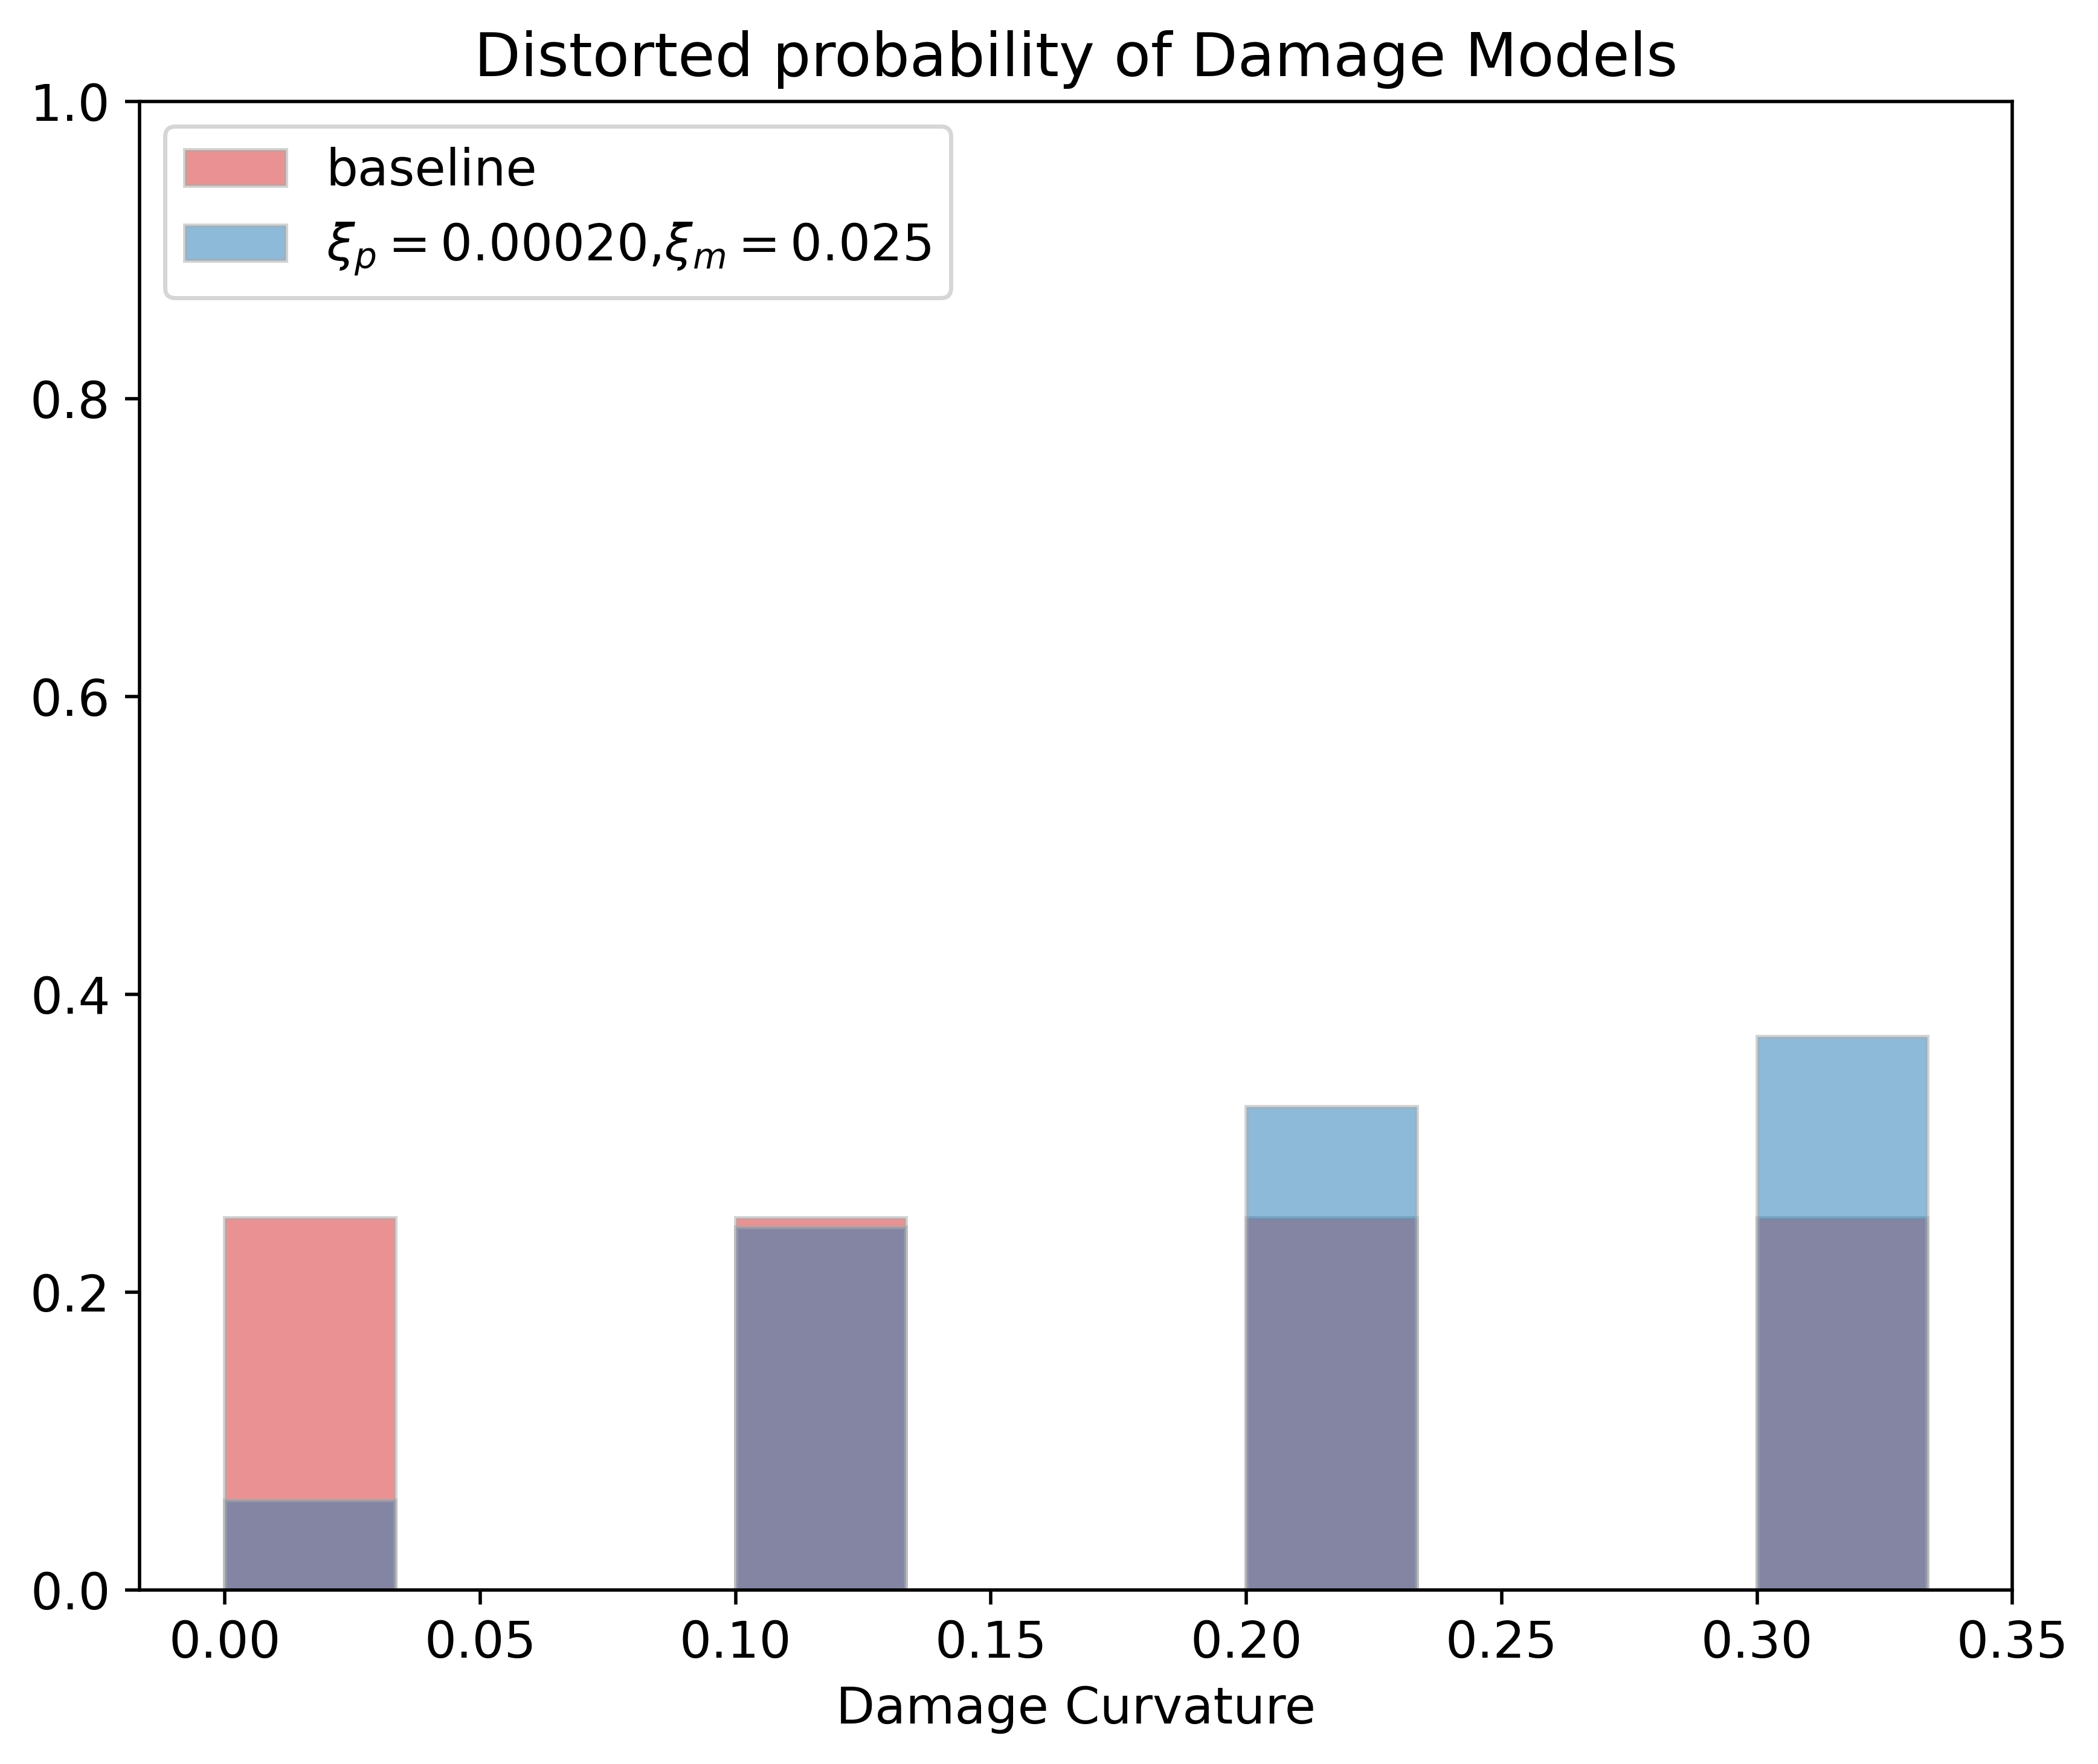 Distorted probability of Damage Models
1.0
baseline
ξp = 0.00020,ξm = 0.025
0.8
0.6
0.4
0.2
0.0
0.00 0.05 0.10 0.15 0.20 0.25 0.30 0.35
Damage Curvature